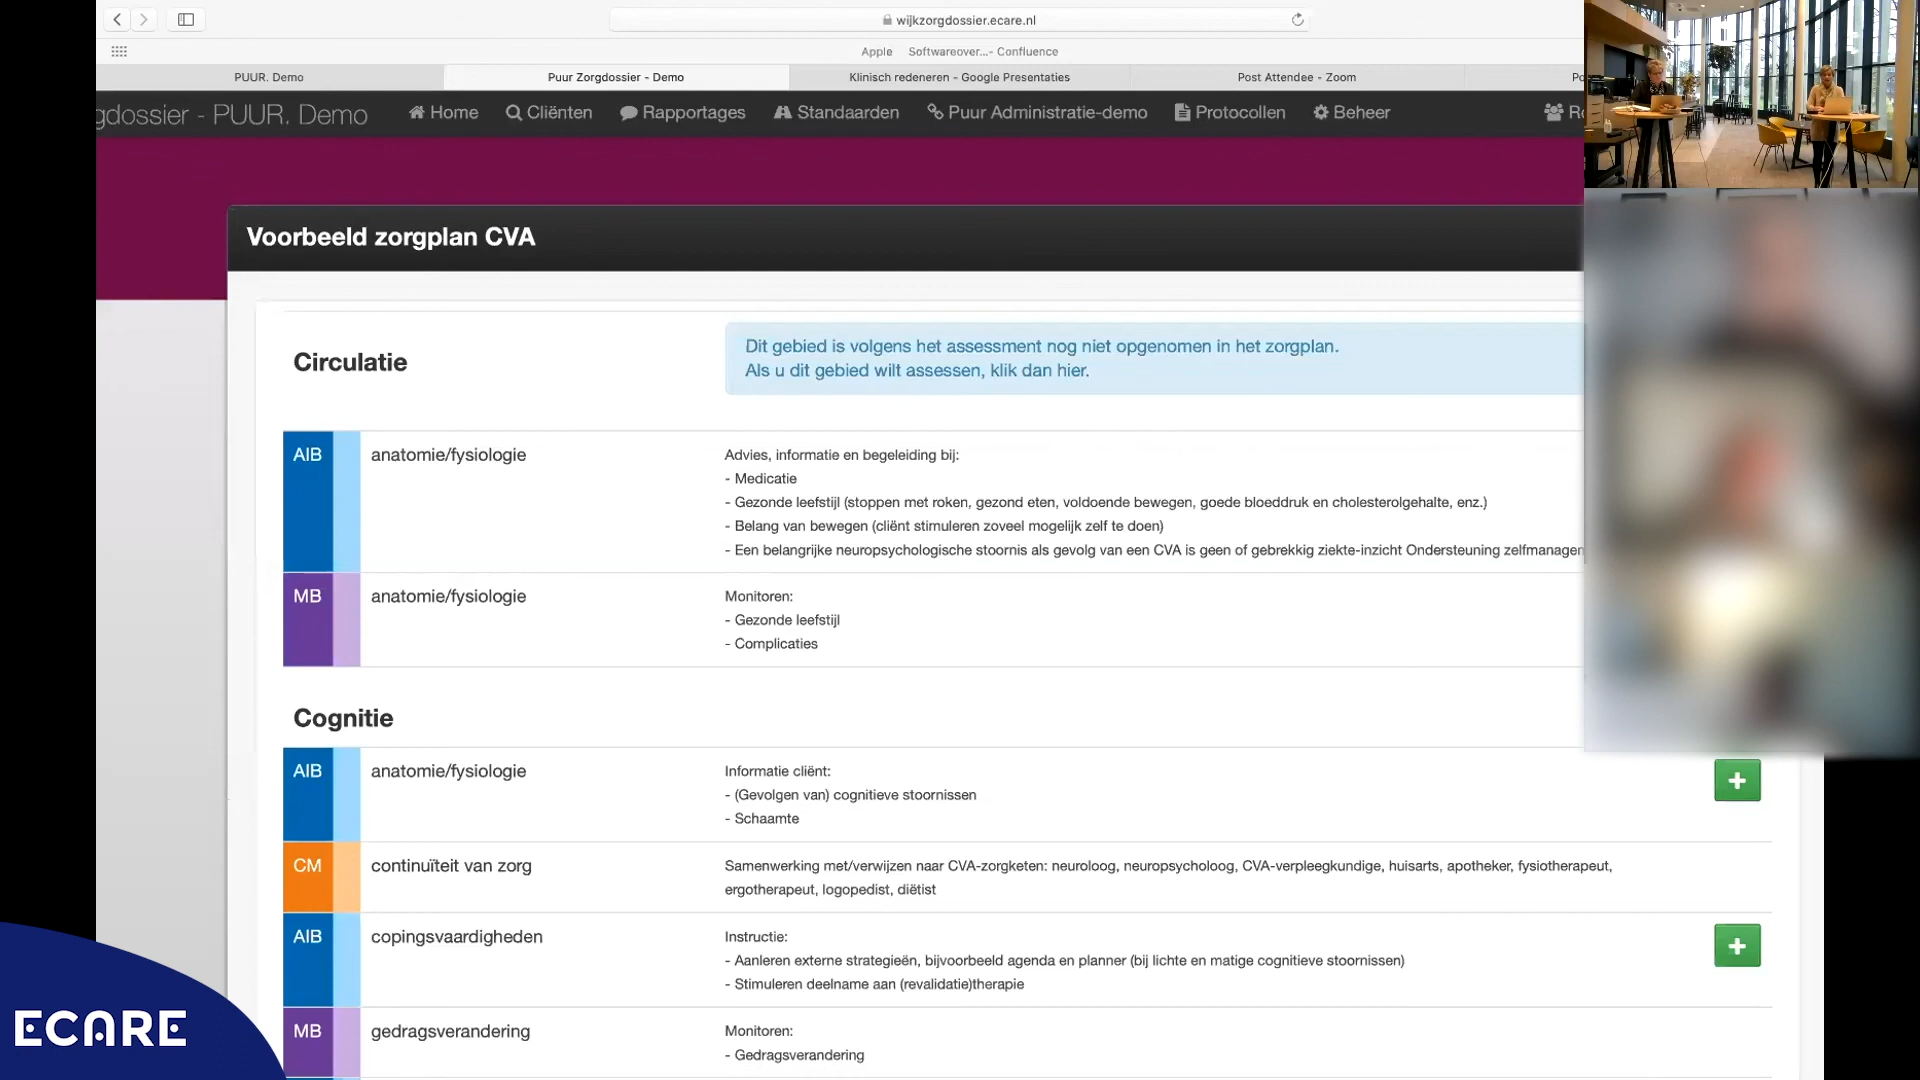 wijkzorgdossier.ecare.nl
Apple Softwareover...- Confluence
PUUR. Demo
Puur Zorgdossier - Demo
Klinisch redeneren - Google Presentaties
Post Attendee - Zoom
gdossier - PUUR. Demo
Home
Cliënten
Rapportages
Standaarden
Puur Administratie-demo
Protocollen
Beheer
Voorbeeld zorgplan CVA
Circulatie
Dit gebied is volgens het assessment nog niet opgenomen in het zorgplan.
Als u dit gebied wilt assessen, klik dan hier.
AIB anatomie/fysiologie
Advies, informatie en begeleiding bij:
- Medicatie
- Gezonde leefstijl (stoppen met roken, gezond eten, voldoende bewegen, goede bloeddruk en cholesterolgehalte, enz.)
- Belang van bewegen (cliënt stimuleren zoveel mogelijk zelf te doen)
- Een belangrijke neuropsychologische stoornis als gevolg van een CVA is geen of gebrekkig ziekte-inzicht Ondersteuning zelfmanagen
MB anatomie/fysiologie
Monitoren:
- Gezonde leefstijl
- Complicaties
Cognitie
AIB anatomie/fysiologie
Informatie cliënt:
- (Gevolgen van) cognitieve stoornissen
- Schaamte
CM continuïteit van zorg
Samenwerking met/verwijzen naar CVA-zorgketen: neuroloog, neuropsycholoog, CVA-verpleegkundige, huisarts, apotheker, fysiotherapeut,
ergotherapeut, logopedist, diëtist
AIB copingsvaardigheden
Instructie:
- Aanleren externe strategieën, bijvoorbeeld agenda en planner (bij lichte en matige cognitieve stoornissen)
- Stimuleren deelname aan (revalidatie)therapie
MB gedragsverandering
Monitoren:
- Gedragsverandering
ECARE